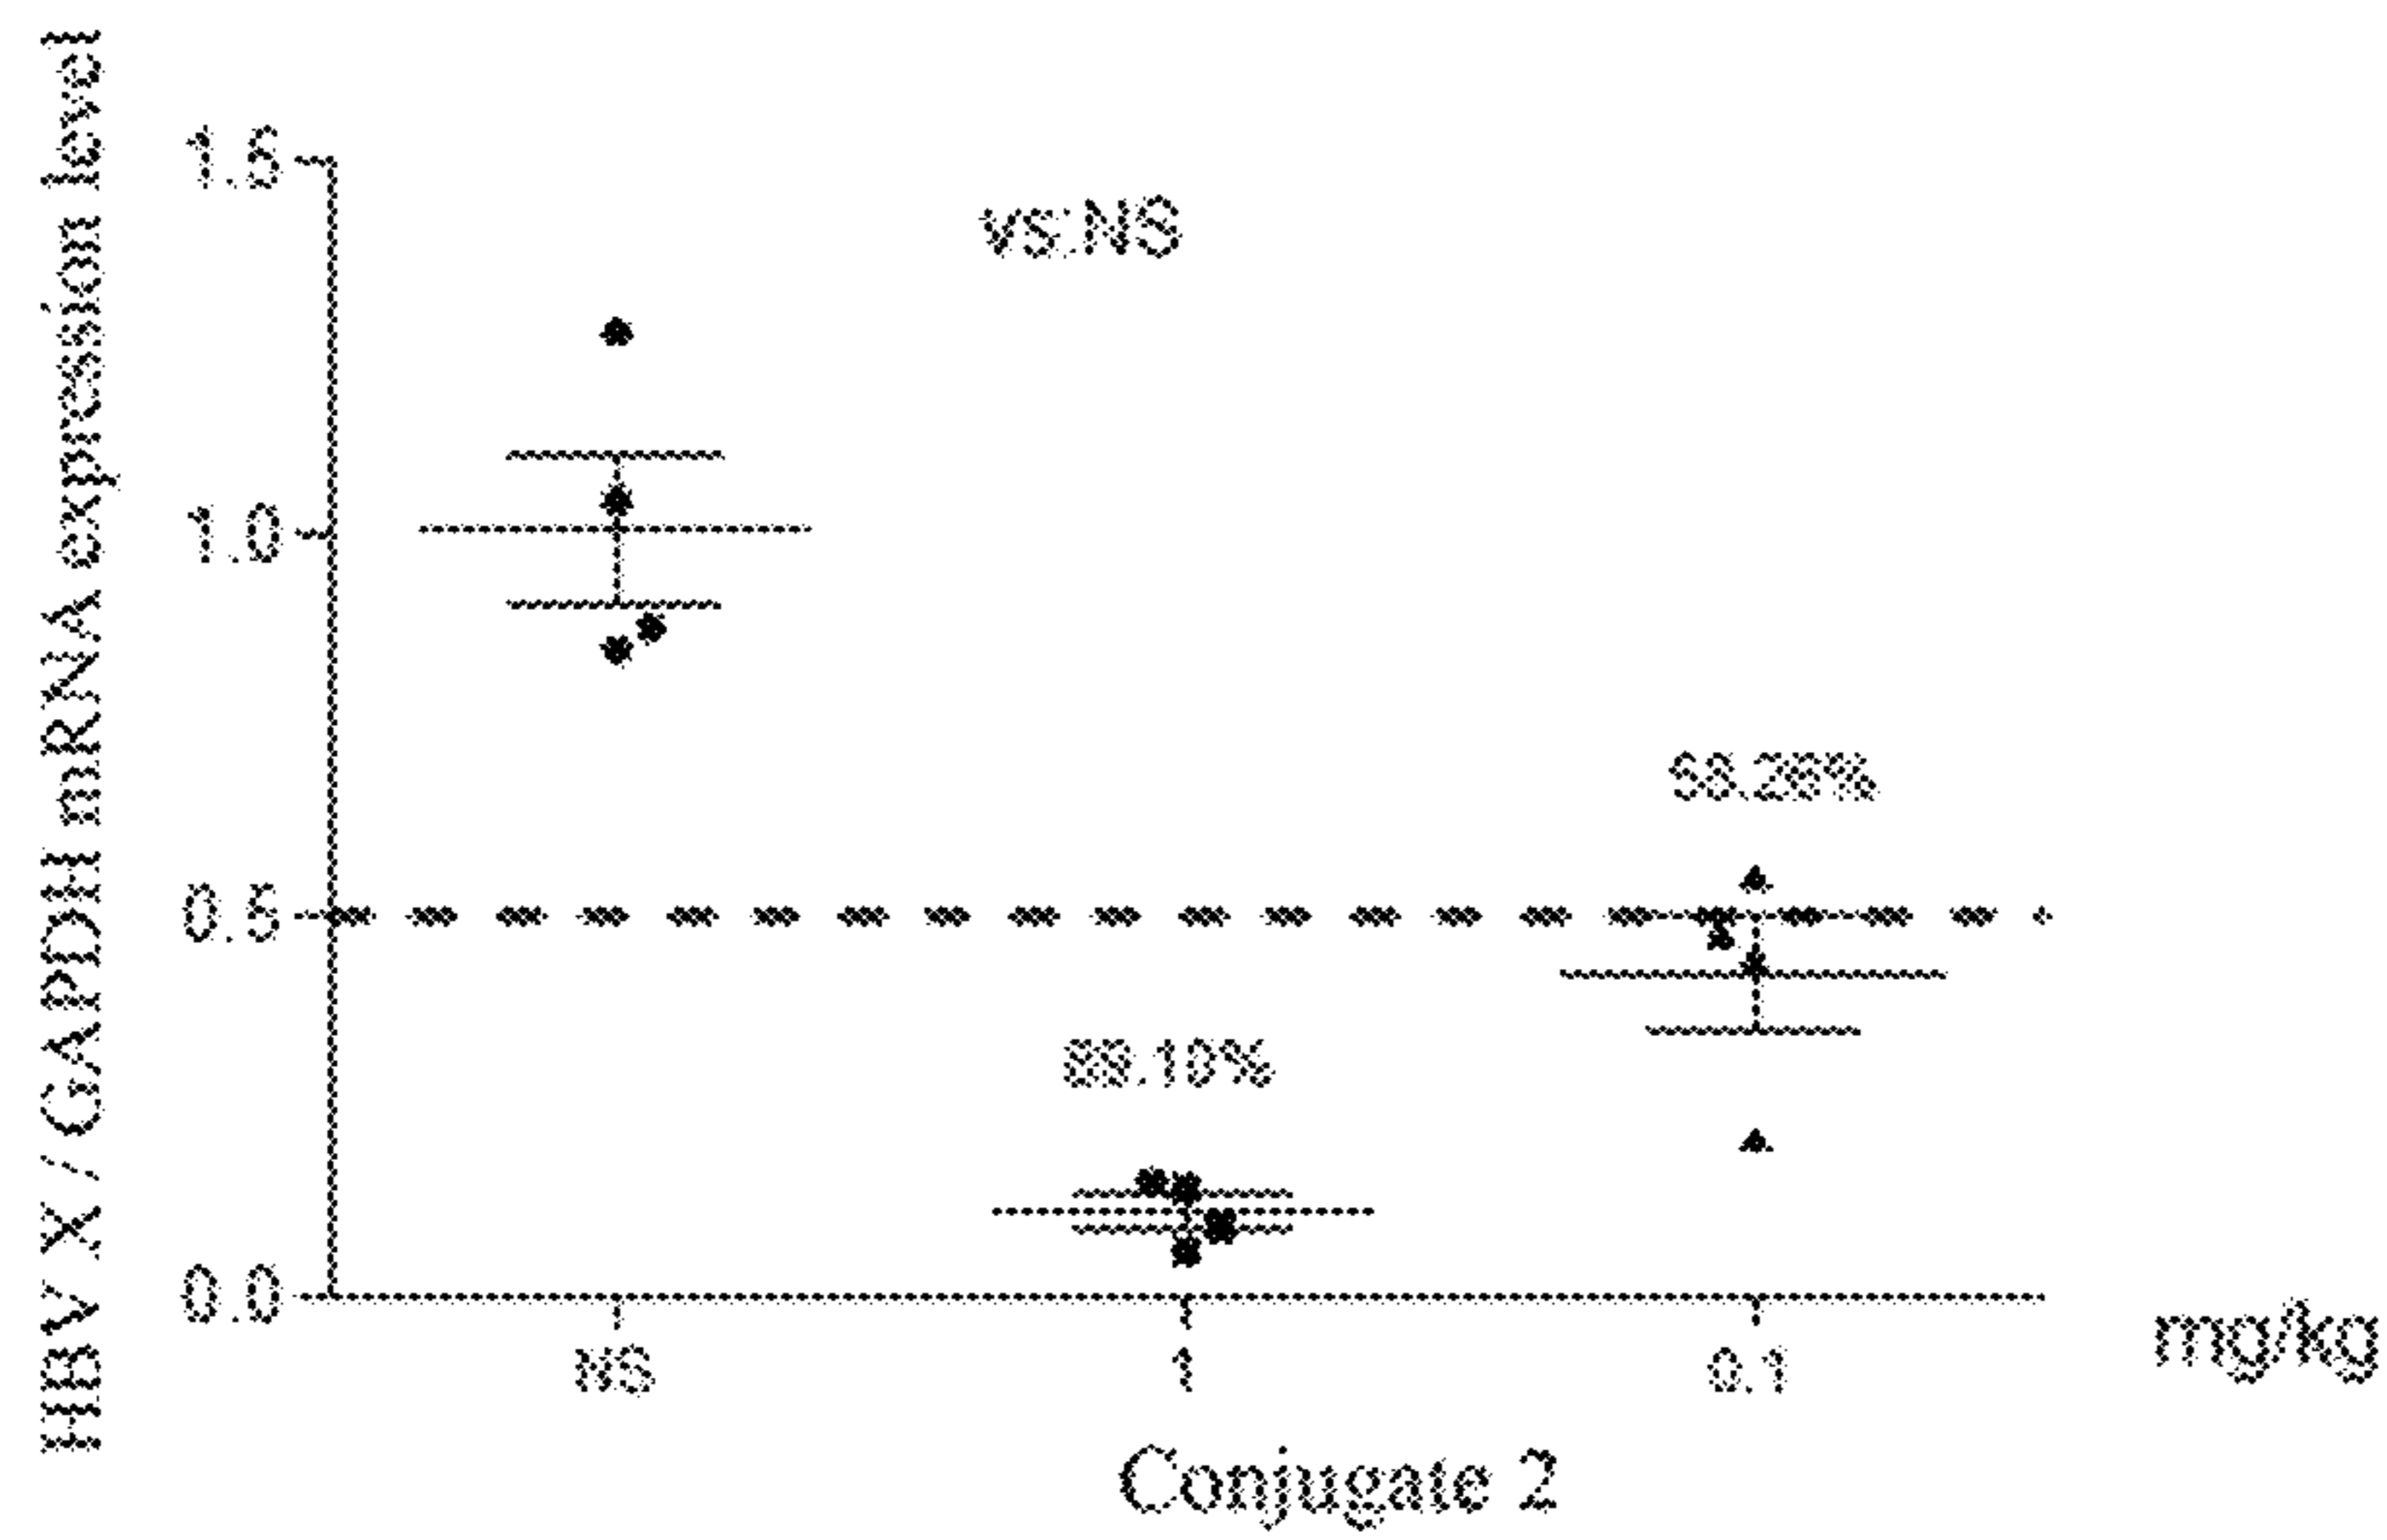 HBV X / GAPDH mRNA expression level
1.5
vs:NS
1.0
0.5
0.0
NS
1
0.1
mg/kg
Conjugate 2